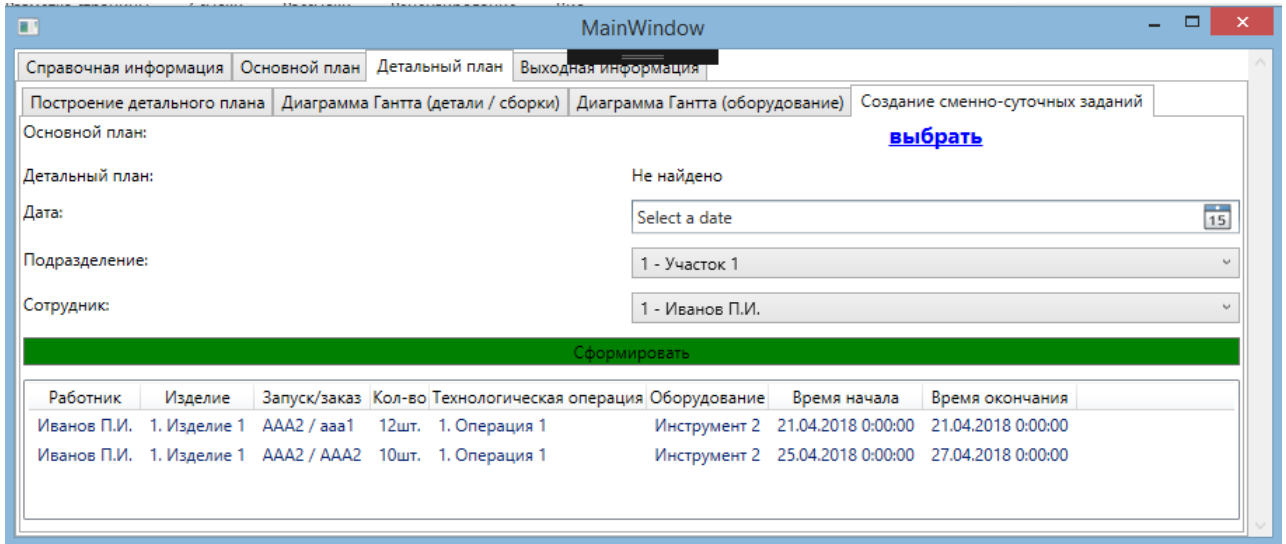 MainWindow
Справочная информация Основной план Детальный план Выходная информация
Построение детального плана Диаграмма Гантта (детали / сборки) Диаграмма Гантта (оборудование) Создание сменно-суточных заданий
Основной план: выбрать
Детальный план: Не найдено
Дата: Select a date 15
Подразделение: 1 - Участок 1
Сотрудник: 1 - Иванов П.И.
Сформировать
Работник Изделие Запуск/заказ Кол-во Технологическая операция Оборудование Время начала Время окончания
Иванов П.И. 1. Изделие 1 AAA2 / aaa1 12шт. 1. Операция 1 Инструмент 2 21.04.2018 0:00:00 21.04.2018 0:00:00
Иванов П.И. 1. Изделие 1 AAA2 / AAA2 10шт. 1. Операция 1 Инструмент 2 25.04.2018 0:00:00 27.04.2018 0:00:00